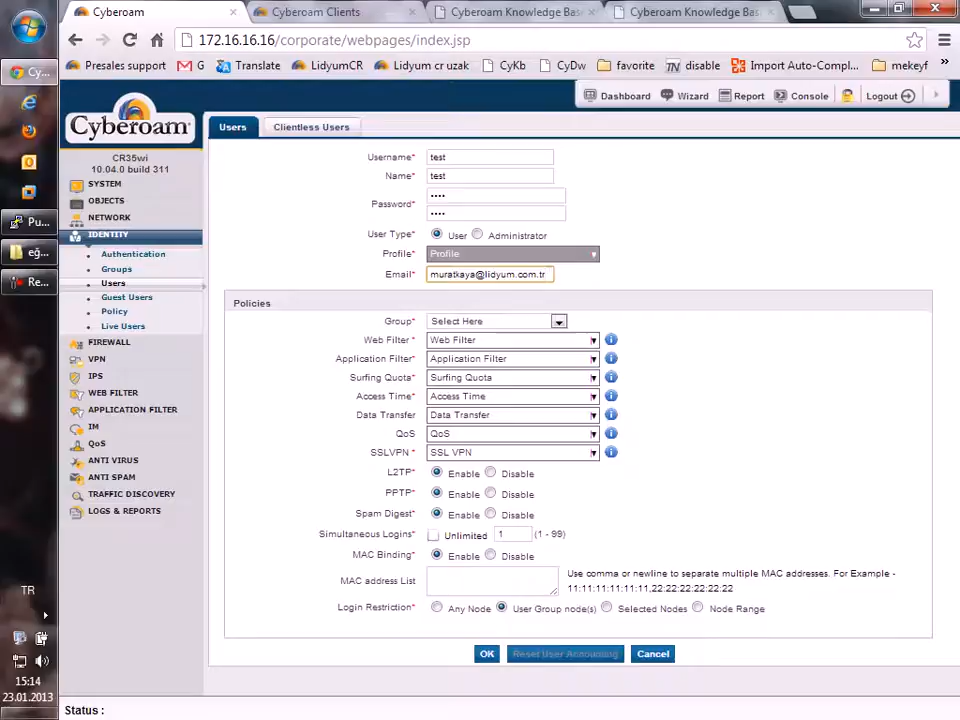 Cyberoam
Cyberoam Clients
Cyberoam Knowledge Base
Cyberoam Knowledge Bas
172.16.16.16/corporate/webpages/index.jsp
Presales support
G
Translate
LidyumCR
Lidyum cr uzak
CyKb
CyDw
favorite
TN disable
Import Auto-Compl...
mekeyf
»
Dashboard
Wizard
Report
Console
Logout
Cyberoam
CR35wi
10.04.0 build 311
SYSTEM
OBJECTS
NETWORK
IDENTITY
Authentication
Groups
Users
Guest Users
Policy
Live Users
FIREWALL
VPN
IPS
WEB FILTER
APPLICATION FILTER
IM
QoS
ANTI VIRUS
ANTI SPAM
TRAFFIC DISCOVERY
LOGS & REPORTS
Users
Clientless Users
Username* test
Name* test
Password* ••••
••••
User Type* User Administrator
Profile* Profile
Email* muratkaya@lidyum.com.tr
Policies
Group* Select Here
Web Filter * Web Filter
Application Filter* Application Filter
Surfing Quota* Surfing Quota
Access Time* Access Time
Data Transfer Data Transfer
QoS QoS
SSLVPN * SSL VPN
L2TP* Enable Disable
PPTP* Enable Disable
Spam Digest* Enable Disable
Simultaneous Logins* Unlimited 1 (1 - 99)
MAC Binding* Enable Disable
MAC address List
Use comma or newline to separate multiple MAC addresses. For Example -
11:11:11:11:11:11,22:22:22:22:22:22
Login Restriction* Any Node User Group node(s) Selected Nodes Node Range
OK
Reset User Accounting
Cancel
Status :
Cy...
Pu...
eğ...
Re...
TR
15:14
23.01.2013